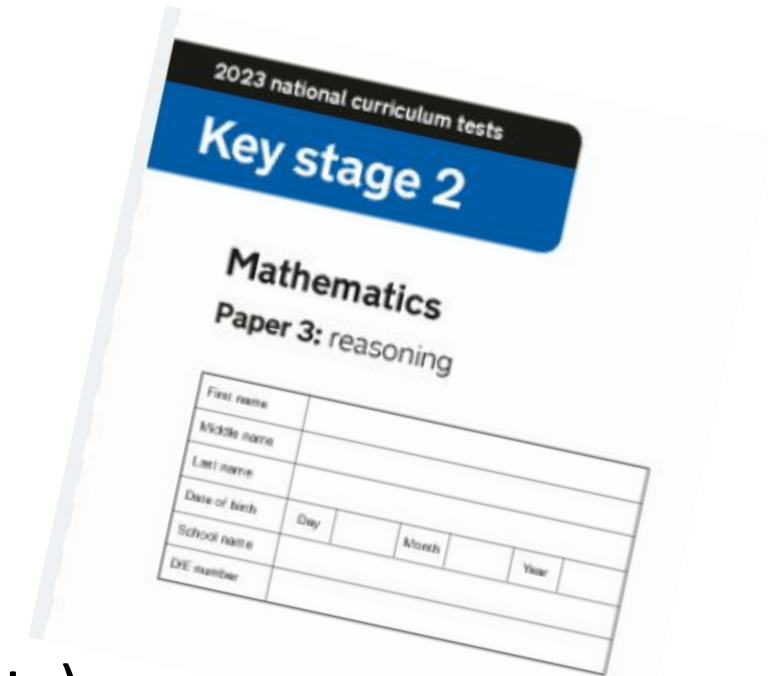 2023 national curriculum tests
Key stage 2
Mathematics
Paper 3: reasoning
First name
Middle name
Last name
Date of birth
Day
Month
Year
School name
DfE number